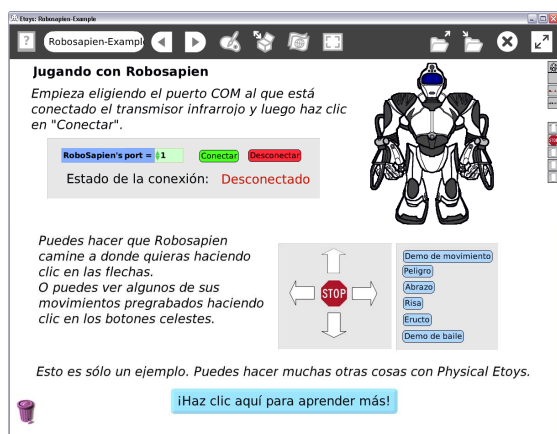 Etoys: Robosapien-Example
Robosapien-Exampl
Jugando con Robosapien
Empieza eligiendo el puerto COM al que está
conectado el transmisor infrarrojo y luego haz clic
en "Conectar".
RoboSapien's port = 1
Conectar
Desconectar
Estado de la conexión: Desconectado
Puedes hacer que Robosapien
camine a donde quieras haciendo
clic en las flechas.
O puedes ver algunos de sus
movimientos pregrabados haciendo
clic en los botones celestes.
STOP
Demo de movimiento
Peligro
Abrazo
Risa
Eructo
Demo de baile
Esto es sólo un ejemplo. Puedes hacer muchas otras cosas con Physical Etoys.
¡Haz clic aquí para aprender más!